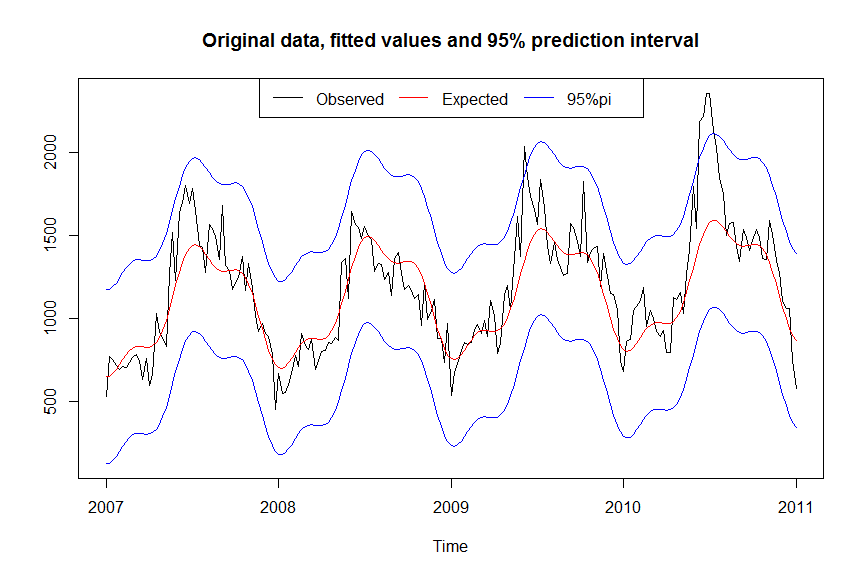 Original data, fitted values and 95% prediction interval
Observed Expected 95%pi
2000
1500
1000
500
2007 2008 2009 2010 2011
Time